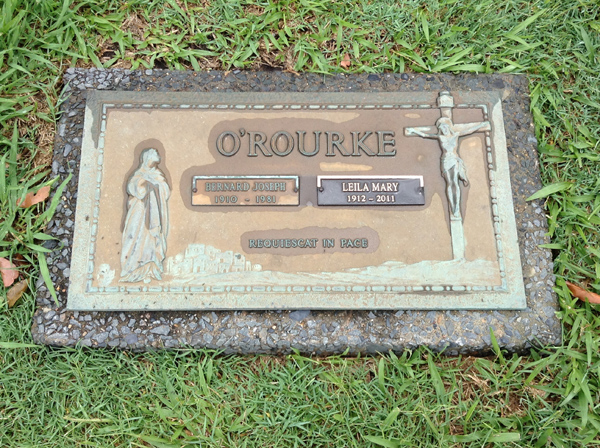 O'ROURKE
BERNARD JOSEPH
1910 - 1981
LEILA MARY
1912 - 2011
REQUIESCAT IN PACE